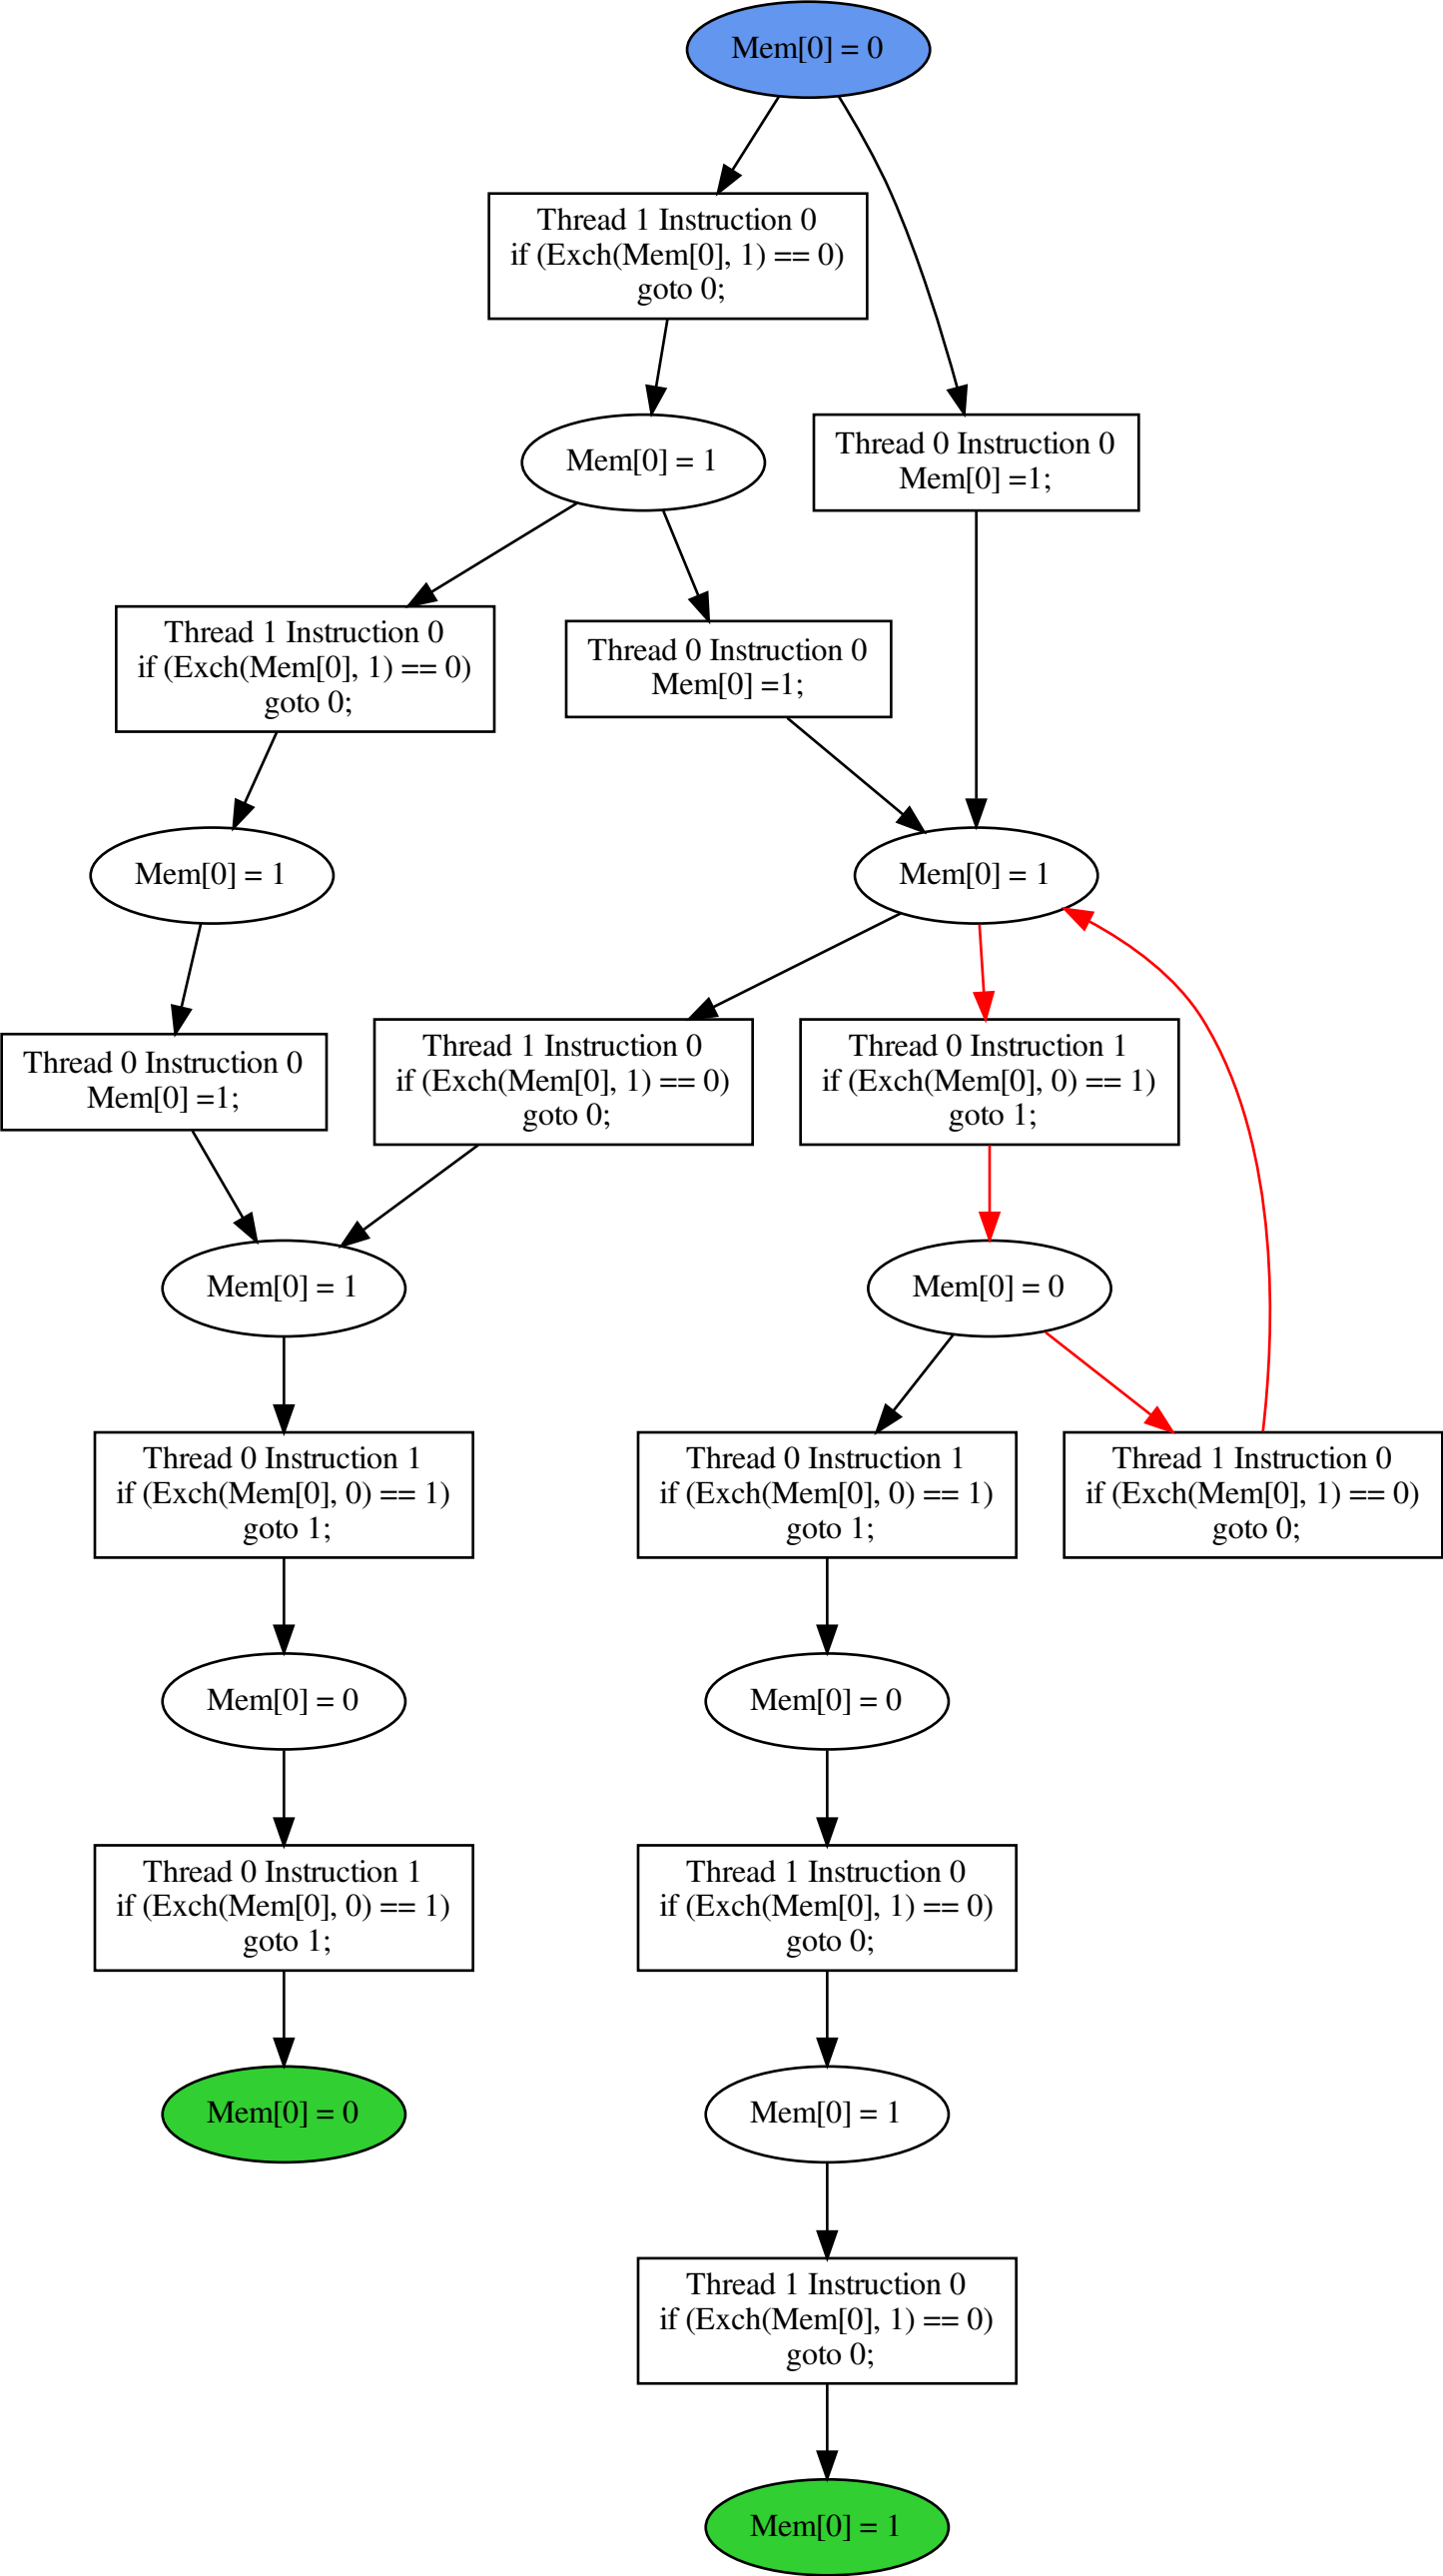 Mem[0] = 0
Thread 1 Instruction 0
if (Exch(Mem[0], 1) == 0)
goto 0;
Mem[0] = 1
Thread 0 Instruction 0
Mem[0] =1;
Thread 1 Instruction 0
if (Exch(Mem[0], 1) == 0)
goto 0;
Thread 0 Instruction 0
Mem[0] =1;
Mem[0] = 1
Mem[0] = 1
Thread 0 Instruction 0
Mem[0] =1;
Thread 1 Instruction 0
if (Exch(Mem[0], 1) == 0)
goto 0;
Thread 0 Instruction 1
if (Exch(Mem[0], 0) == 1)
goto 1;
Mem[0] = 1
Mem[0] = 0
Thread 0 Instruction 1
if (Exch(Mem[0], 0) == 1)
goto 1;
Thread 0 Instruction 1
if (Exch(Mem[0], 0) == 1)
goto 1;
Thread 1 Instruction 0
if (Exch(Mem[0], 1) == 0)
goto 0;
Mem[0] = 0
Mem[0] = 0
Thread 0 Instruction 1
if (Exch(Mem[0], 0) == 1)
goto 1;
Thread 1 Instruction 0
if (Exch(Mem[0], 1) == 0)
goto 0;
Mem[0] = 0
Mem[0] = 1
Thread 1 Instruction 0
if (Exch(Mem[0], 1) == 0)
goto 0;
Mem[0] = 1